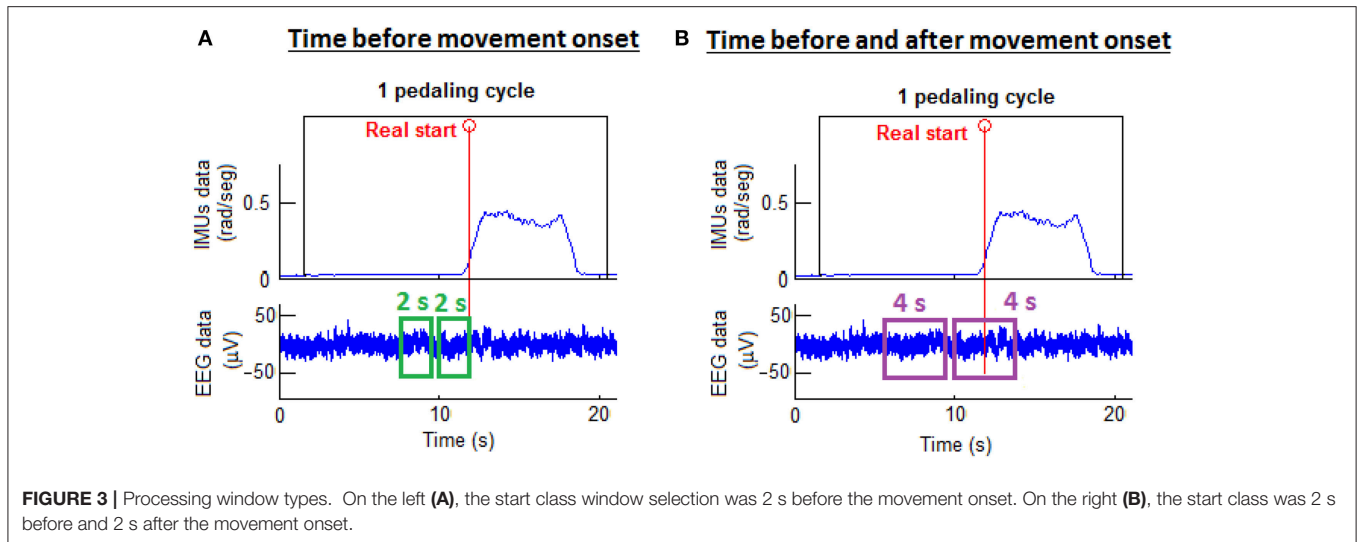 A
Time before movement onset
1 pedaling cycle
Real start
IMUs data
(rad/seg)
0.5
0
2 s
2 s
EEG data
(µV)
50
−50
0
10
20
Time (s)
B
Time before and after movement onset
1 pedaling cycle
Real start
IMUs data
(rad/seg)
0.5
0
4 s
4 s
EEG data
(µV)
50
−50
0
10
20
Time (s)
FIGURE 3 | Processing window types. On the left (A), the start class window selection was 2 s before the movement onset. On the right (B), the start class was 2 s
before and 2 s after the movement onset.